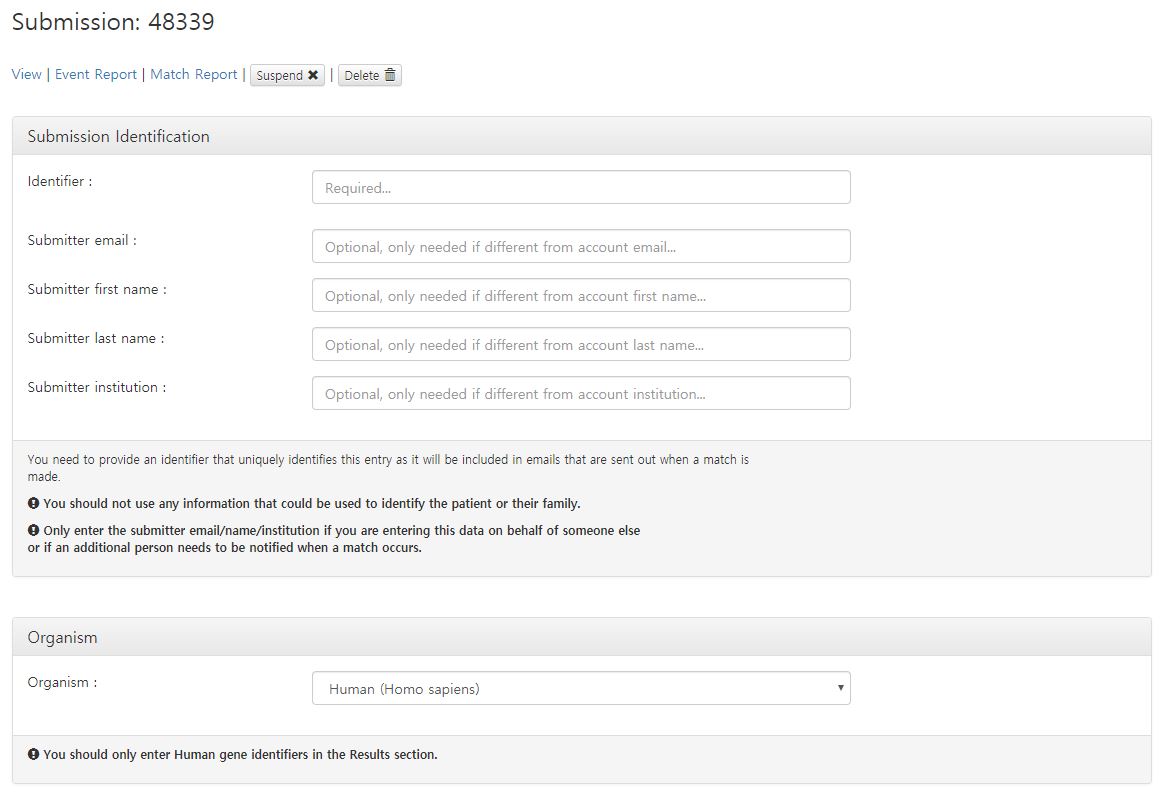 Submission: 48339
View | Event Report | Match Report | Suspend ✖ | Delete
Submission Identification
Identifier :
Required...
Submitter email :
Optional, only needed if different from account email...
Submitter first name :
Optional, only needed if different from account first name...
Submitter last name :
Optional, only needed if different from account last name...
Submitter institution :
Optional, only needed if different from account institution...
You need to provide an identifier that uniquely identifies this entry as it will be included in emails that are sent out when a match is
made.
You should not use any information that could be used to identify the patient or their family.
Only enter the submitter email/name/institution if you are entering this data on behalf of someone else
or if an additional person needs to be notified when a match occurs.
Organism
Organism :
Human (Homo sapiens)
You should only enter Human gene identifiers in the Results section.